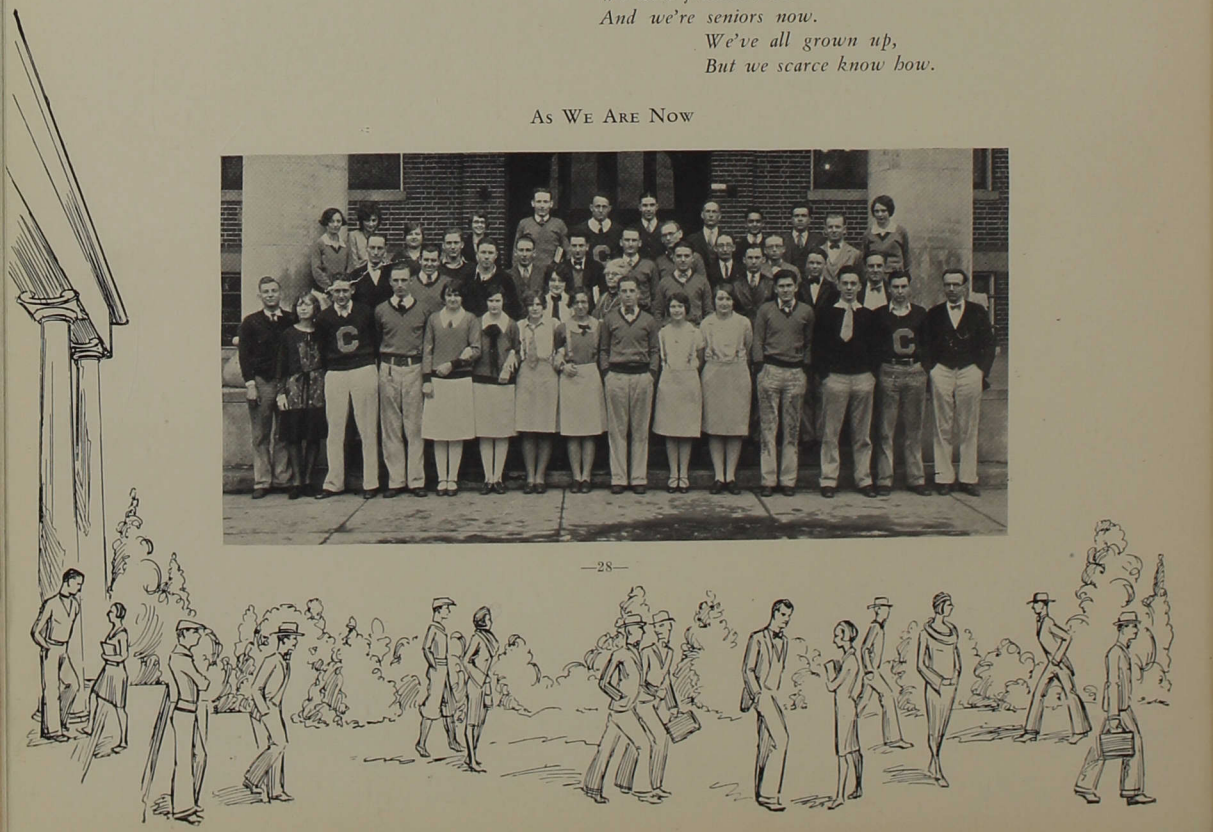 And we're seniors now.
We've all grown up,
But we scarce know how.
As We Are Now
C
C
—28—